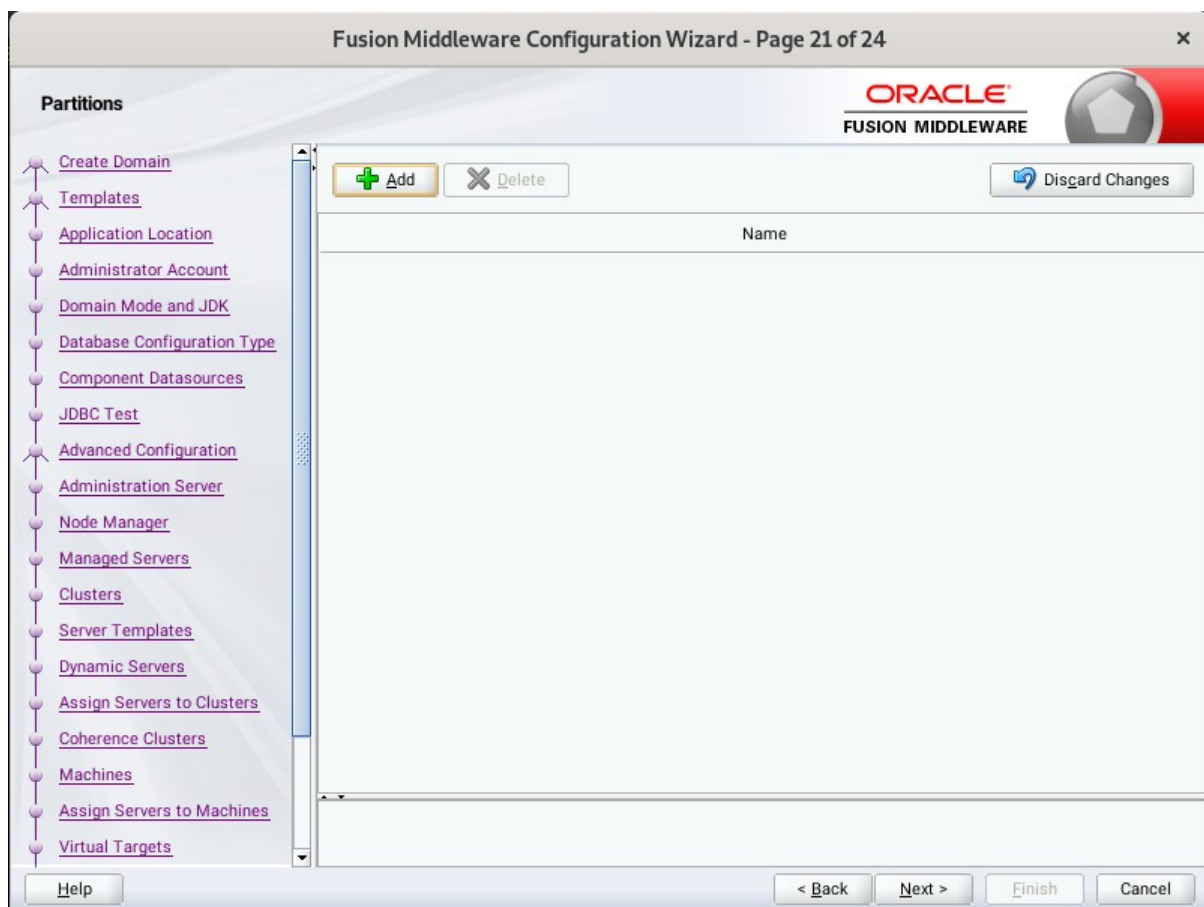 Fusion Middleware Configuration Wizard - Page 21 of 24
Partitions
ORACLE
FUSION MIDDLEWARE
Create Domain
Templates
Application Location
Administrator Account
Domain Mode and JDK
Database Configuration Type
Component Datasources
JDBC Test
Advanced Configuration
Administration Server
Node Manager
Managed Servers
Clusters
Server Templates
Dynamic Servers
Assign Servers to Clusters
Coherence Clusters
Machines
Assign Servers to Machines
Virtual Targets
Add Delete Discard Changes
Name
Help < Back Next > Finish Cancel